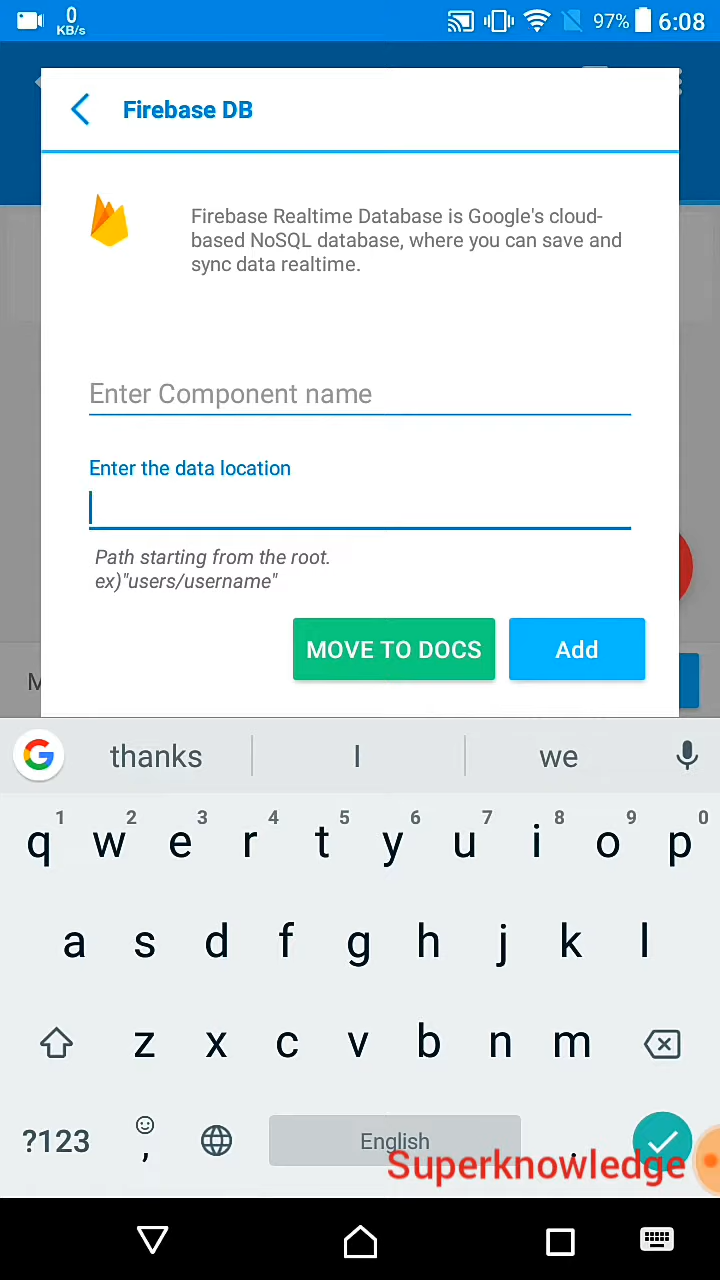 0
KB/s
97%
6:08
Firebase DB
Firebase Realtime Database is Google's cloud-
based NoSQL database, where you can save and
sync data realtime.
Enter Component name
Enter the data location
Path starting from the root.
ex)"users/username"
MOVE TO DOCS
Add
M
thanks
I
we
1 2 3 4 5 6 7 8 9 0
q w e r t y u i o p
a s d f g h j k l
z x c v b n m
?123
,
English
.
Superknowledge